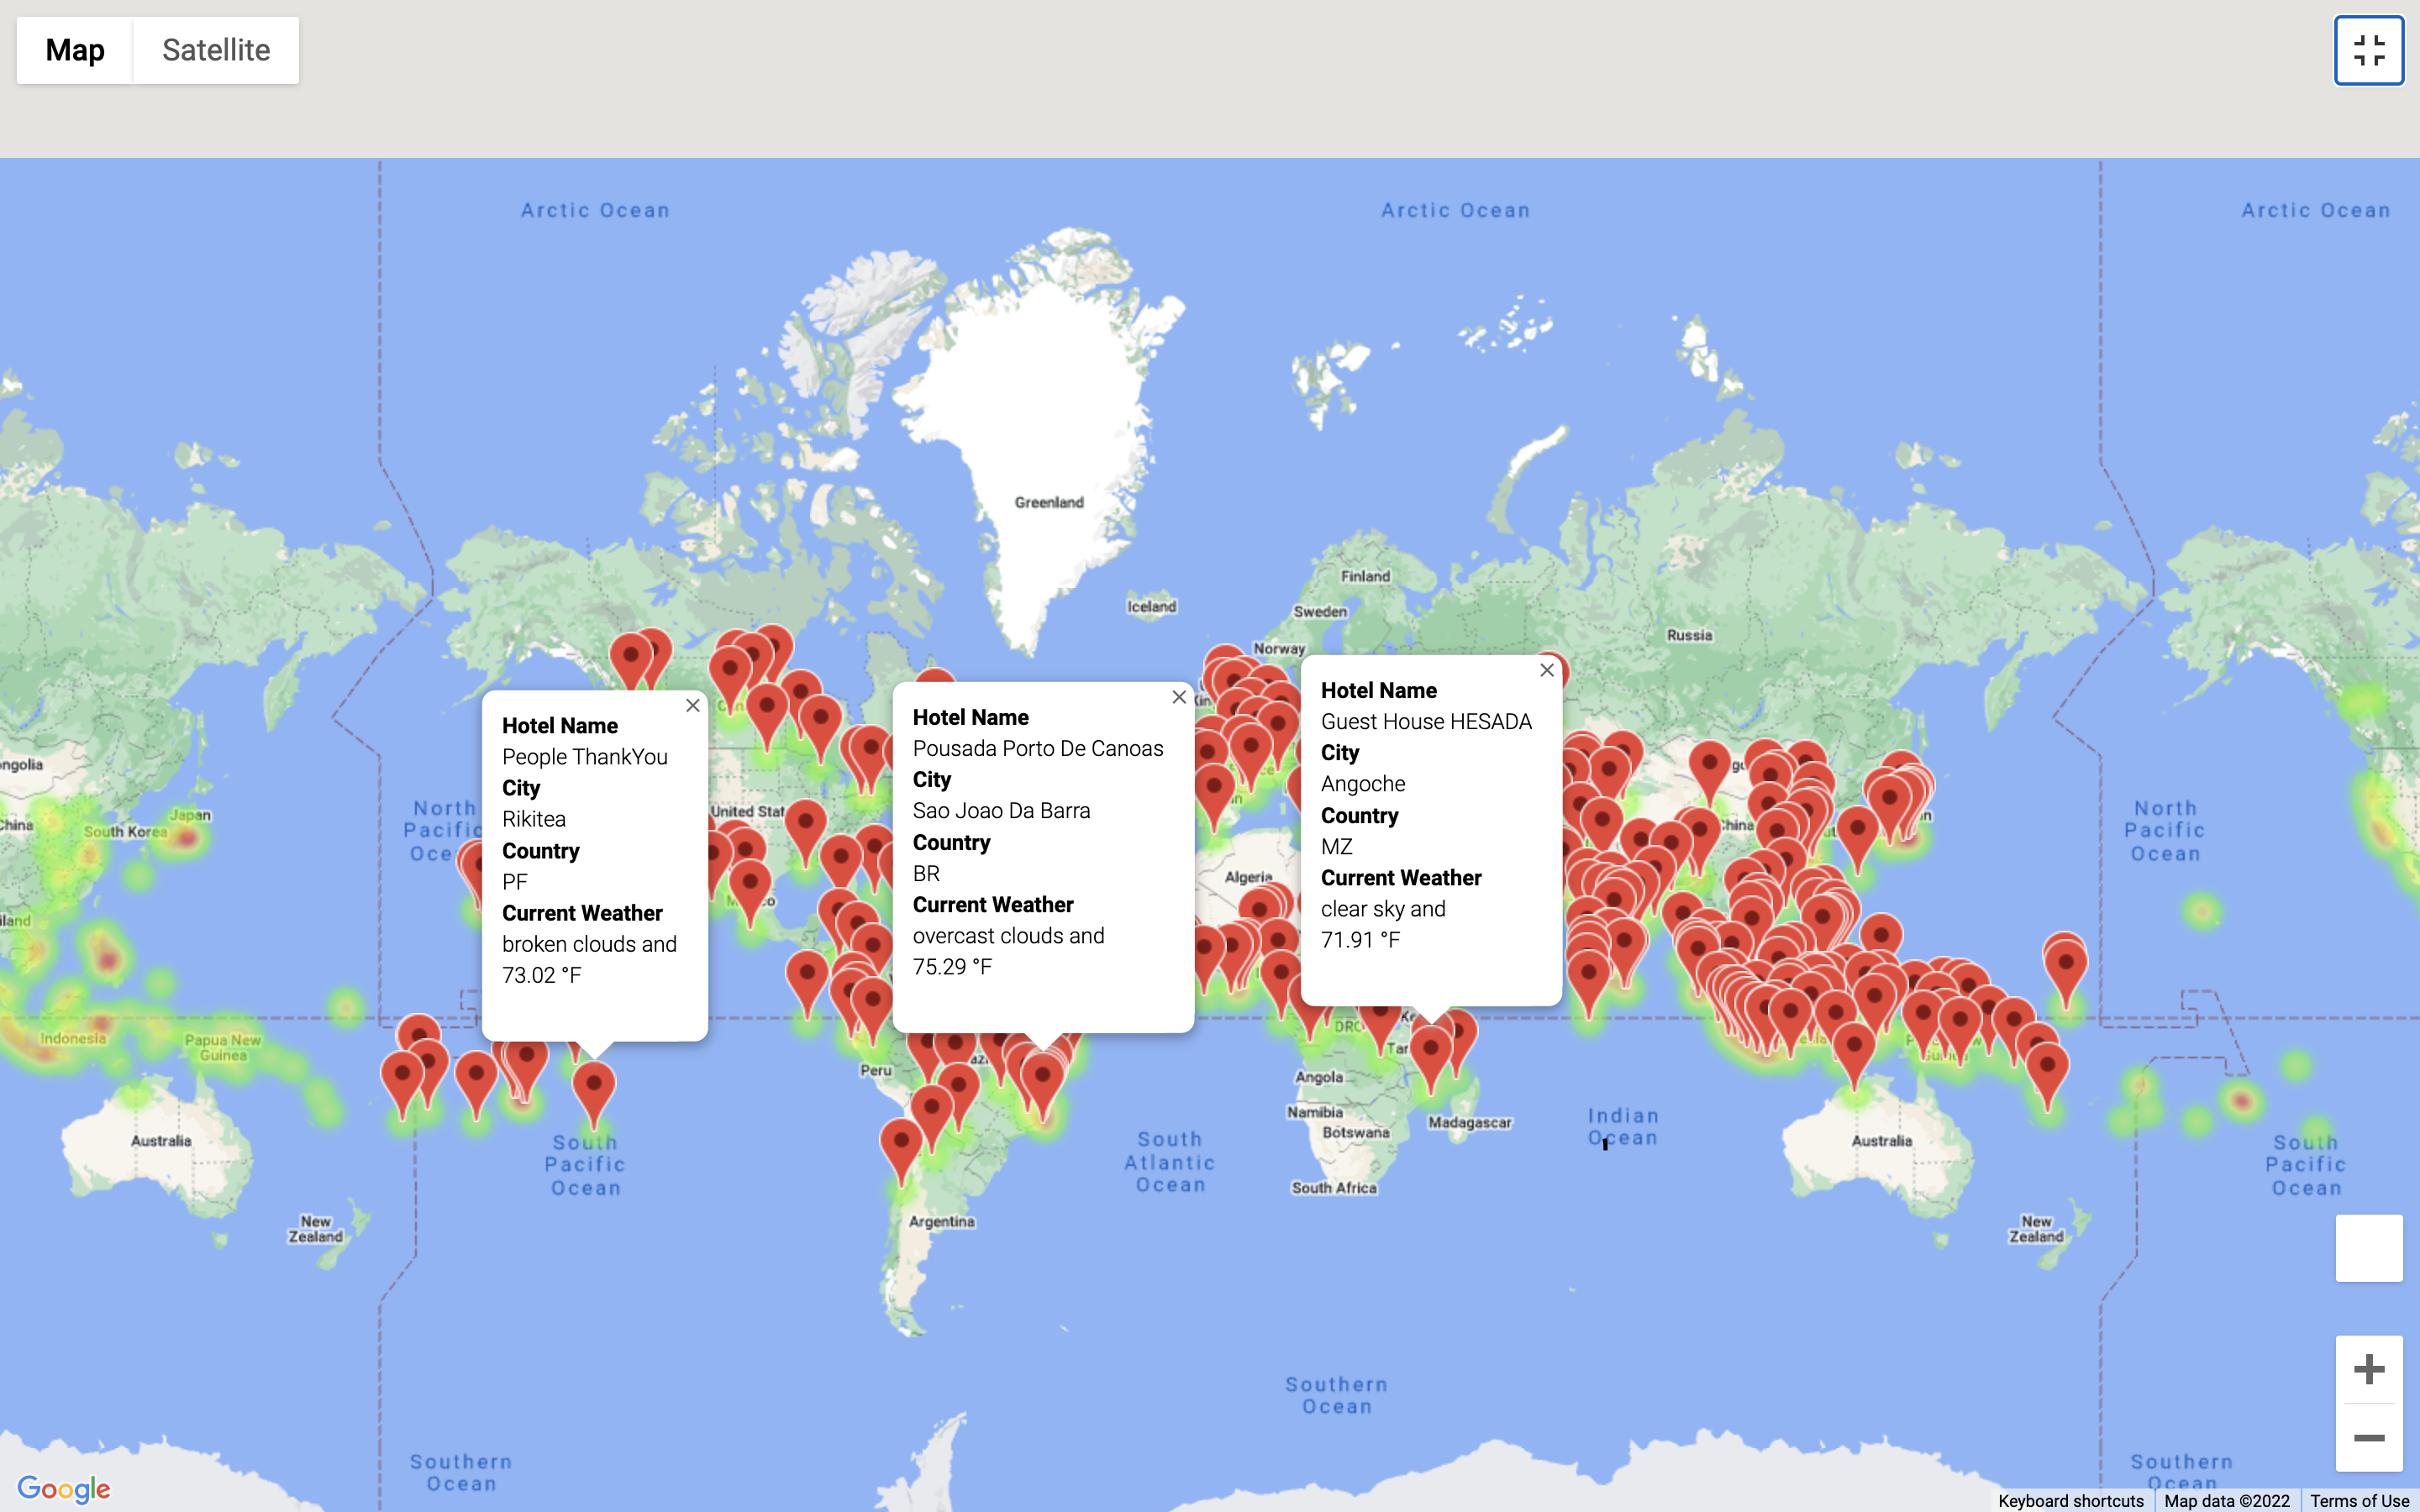 Map
Satellite
Arctic Ocean
Arctic Ocean
Arctic Ocean
Greenland
Finland
Iceland
Sweden
Russia
Norway
Hotel Name
People ThankYou
City
Rikitea
Country
PF
Current Weather
broken clouds and
73.02 °F
Hotel Name
Pousada Porto De Canoas
City
Sao Joao Da Barra
Country
BR
Current Weather
overcast clouds and
75.29 °F
Hotel Name
Guest House HESADA
City
Angoche
Country
MZ
Current Weather
clear sky and
71.91 °F
North
Pacific
North
Pacific
Ocean
Japan
South Korea
China
United Stat
China
Algeria
Indonesia
Papua New
Guinea
DRC
Peru
Angola
Namibia
Botswana
Madagascar
South Africa
Indian
Ocean
Australia
Australia
South
Pacific
Ocean
South
Atlantic
Ocean
South
Pacific
Ocean
New
Zealand
Argentina
New
Zealand
Southern
Ocean
Southern
Ocean
Southern
Ocean
Google
Keyboard shortcuts
Map data ©2022
Terms of Use